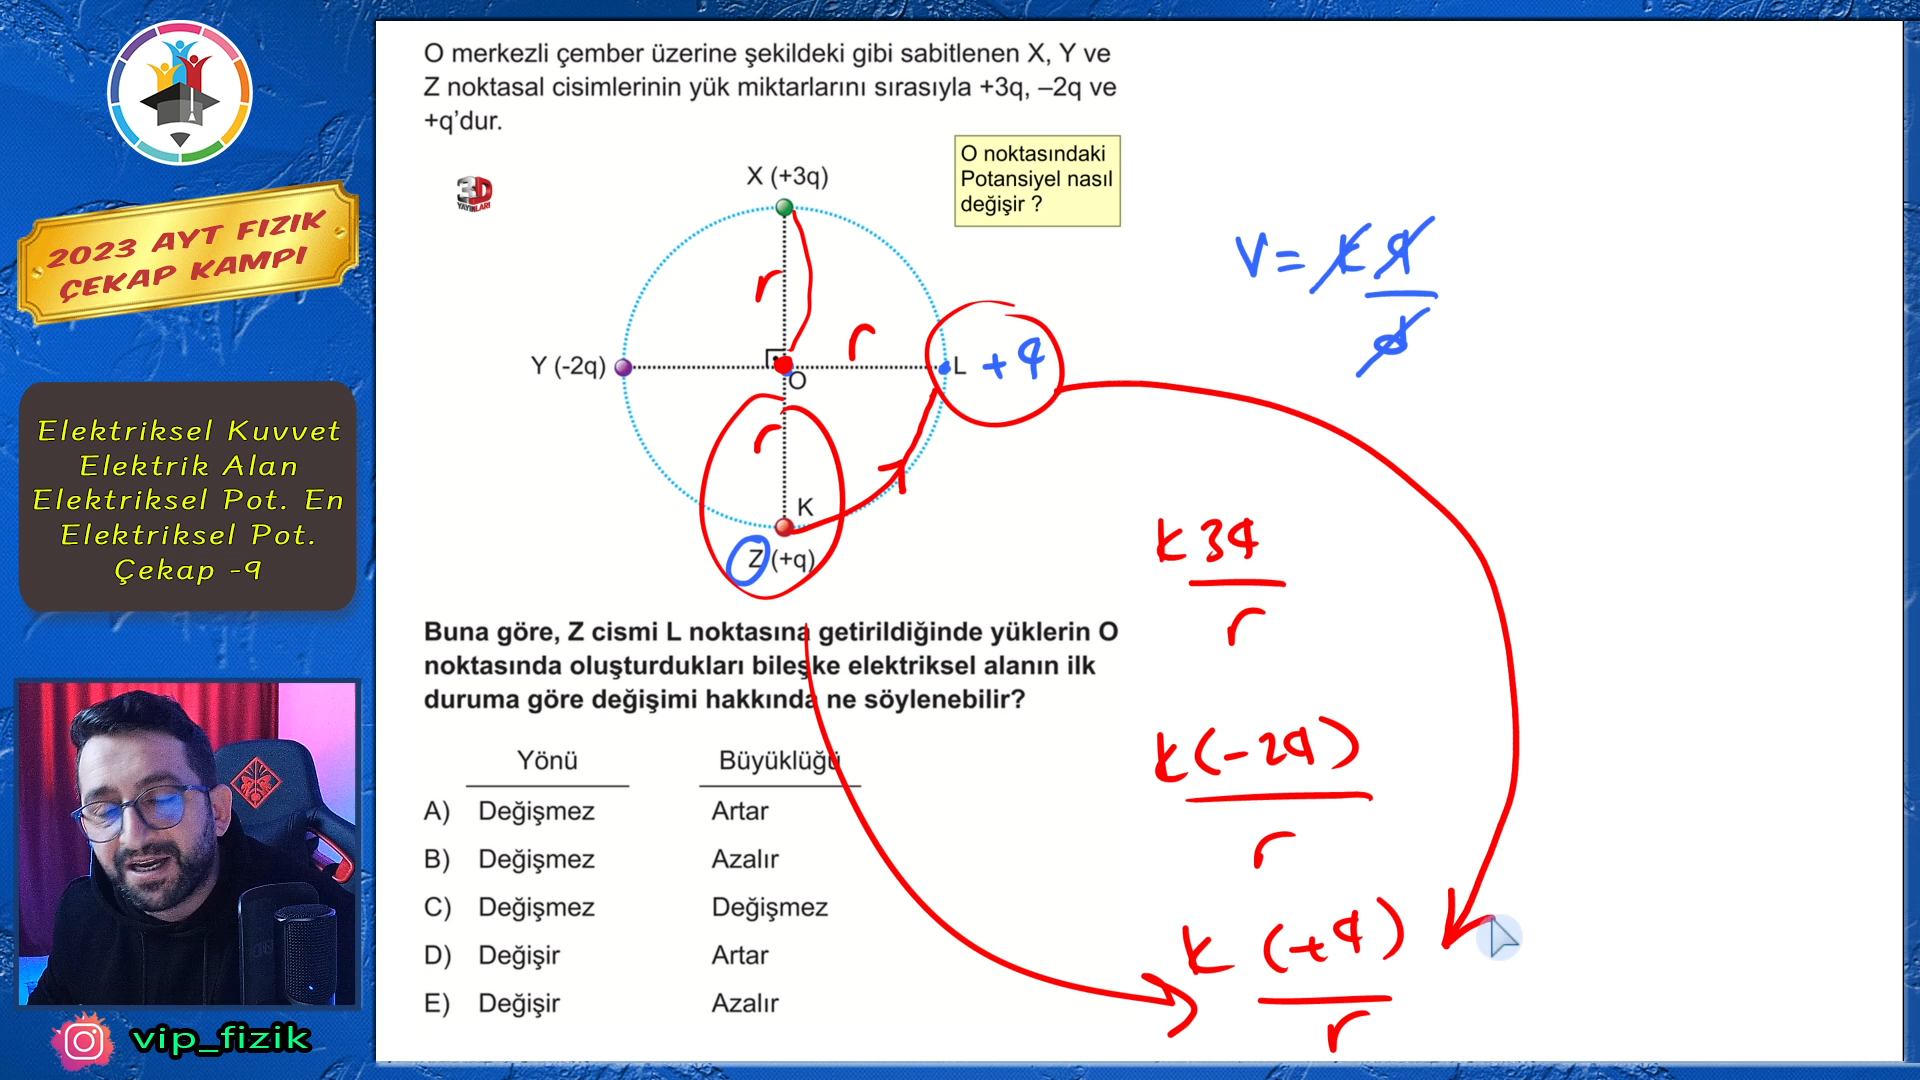 2023 AYT FIZIK
ÇEKAP KAMPI
Elektriksel Kuvvet
Elektrik Alan
Elektriksel Pot. En
Elektriksel Pot.
Çekap -9
vip_fizik
O merkezli çember üzerine şekildeki gibi sabitlenen X, Y ve
Z noktasal cisimlerinin yük miktarlarını sırasıyla +3q, –2q ve
+q’dur.
3D
YAYINLARI
O noktasındaki
Potansiyel nasıl
değişir ?
X (+3q)
r
r
Y (-2q)
O
L +q
r
K
Z (+q)
V = k q
d
k 3q
r
k (-2q)
r
k (+q)
r
Buna göre, Z cismi L noktasına getirildiğinde yüklerin O
noktasında oluşturdukları bileşke elektriksel alanın ilk
duruma göre değişimi hakkında ne söylenebilir?
Yönü Büyüklüğü
A) Değişmez Artar
B) Değişmez Azalır
C) Değişmez Değişmez
D) Değişir Artar
E) Değişir Azalır